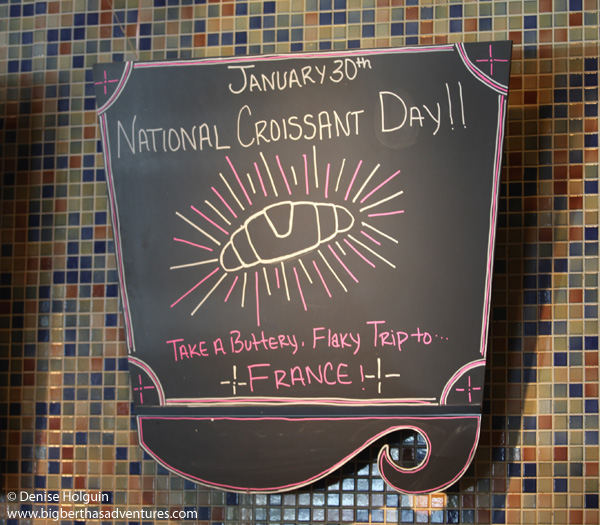 January 30th
National Croissant Day!!
Take a Buttery, Flaky Trip to...
France!
© Denise Holguin
www.bigberthasadventures.com